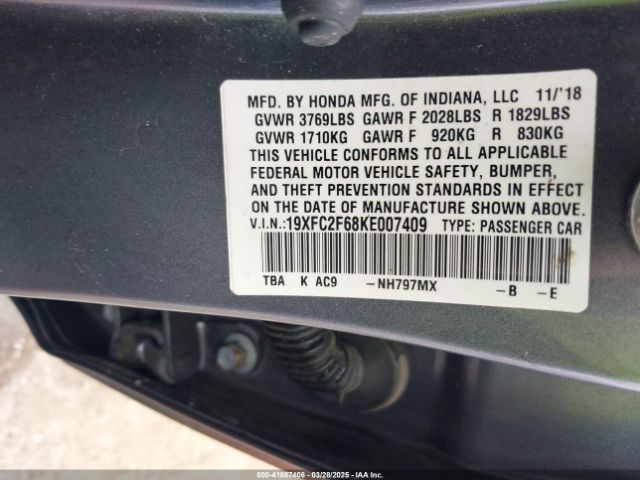 MFD. BY HONDA MFG. OF INDIANA, LLC 11/'18
GVWR 3769LBS GAWR F 2028LBS R 1829LBS
GVWR 1710KG GAWR F 920KG R 830KG
THIS VEHICLE CONFORMS TO ALL APPLICABLE
FEDERAL MOTOR VEHICLE SAFETY, BUMPER,
AND THEFT PREVENTION STANDARDS IN EFFECT
ON THE DATE OF MANUFACTURE SHOWN ABOVE.
V.I.N.:19XFC2F68KE007409 TYPE: PASSENGER CAR
TBA K AC9 -NH797MX -B -E
000-41887406 - 03/28/2025 - IAAI.COM